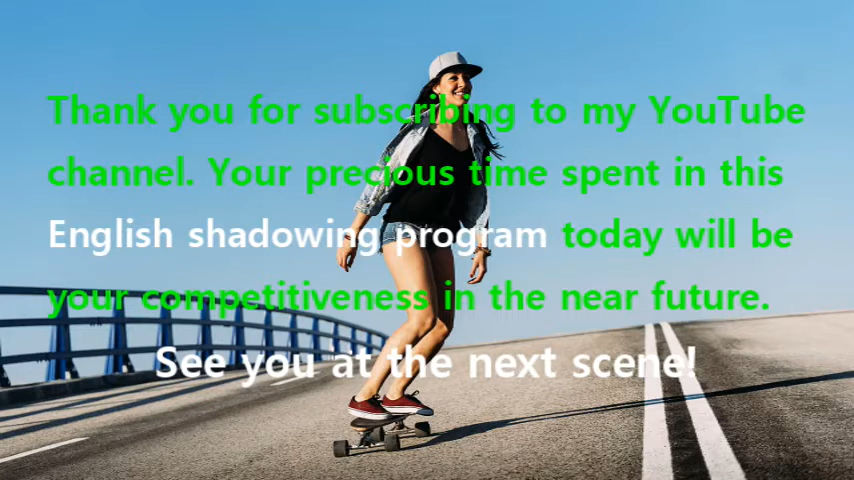 Thank you for subscribing to my YouTube
channel. Your precious time spent in this
English shadowing program today will be
your competitiveness in the near future.
See you at the next scene!